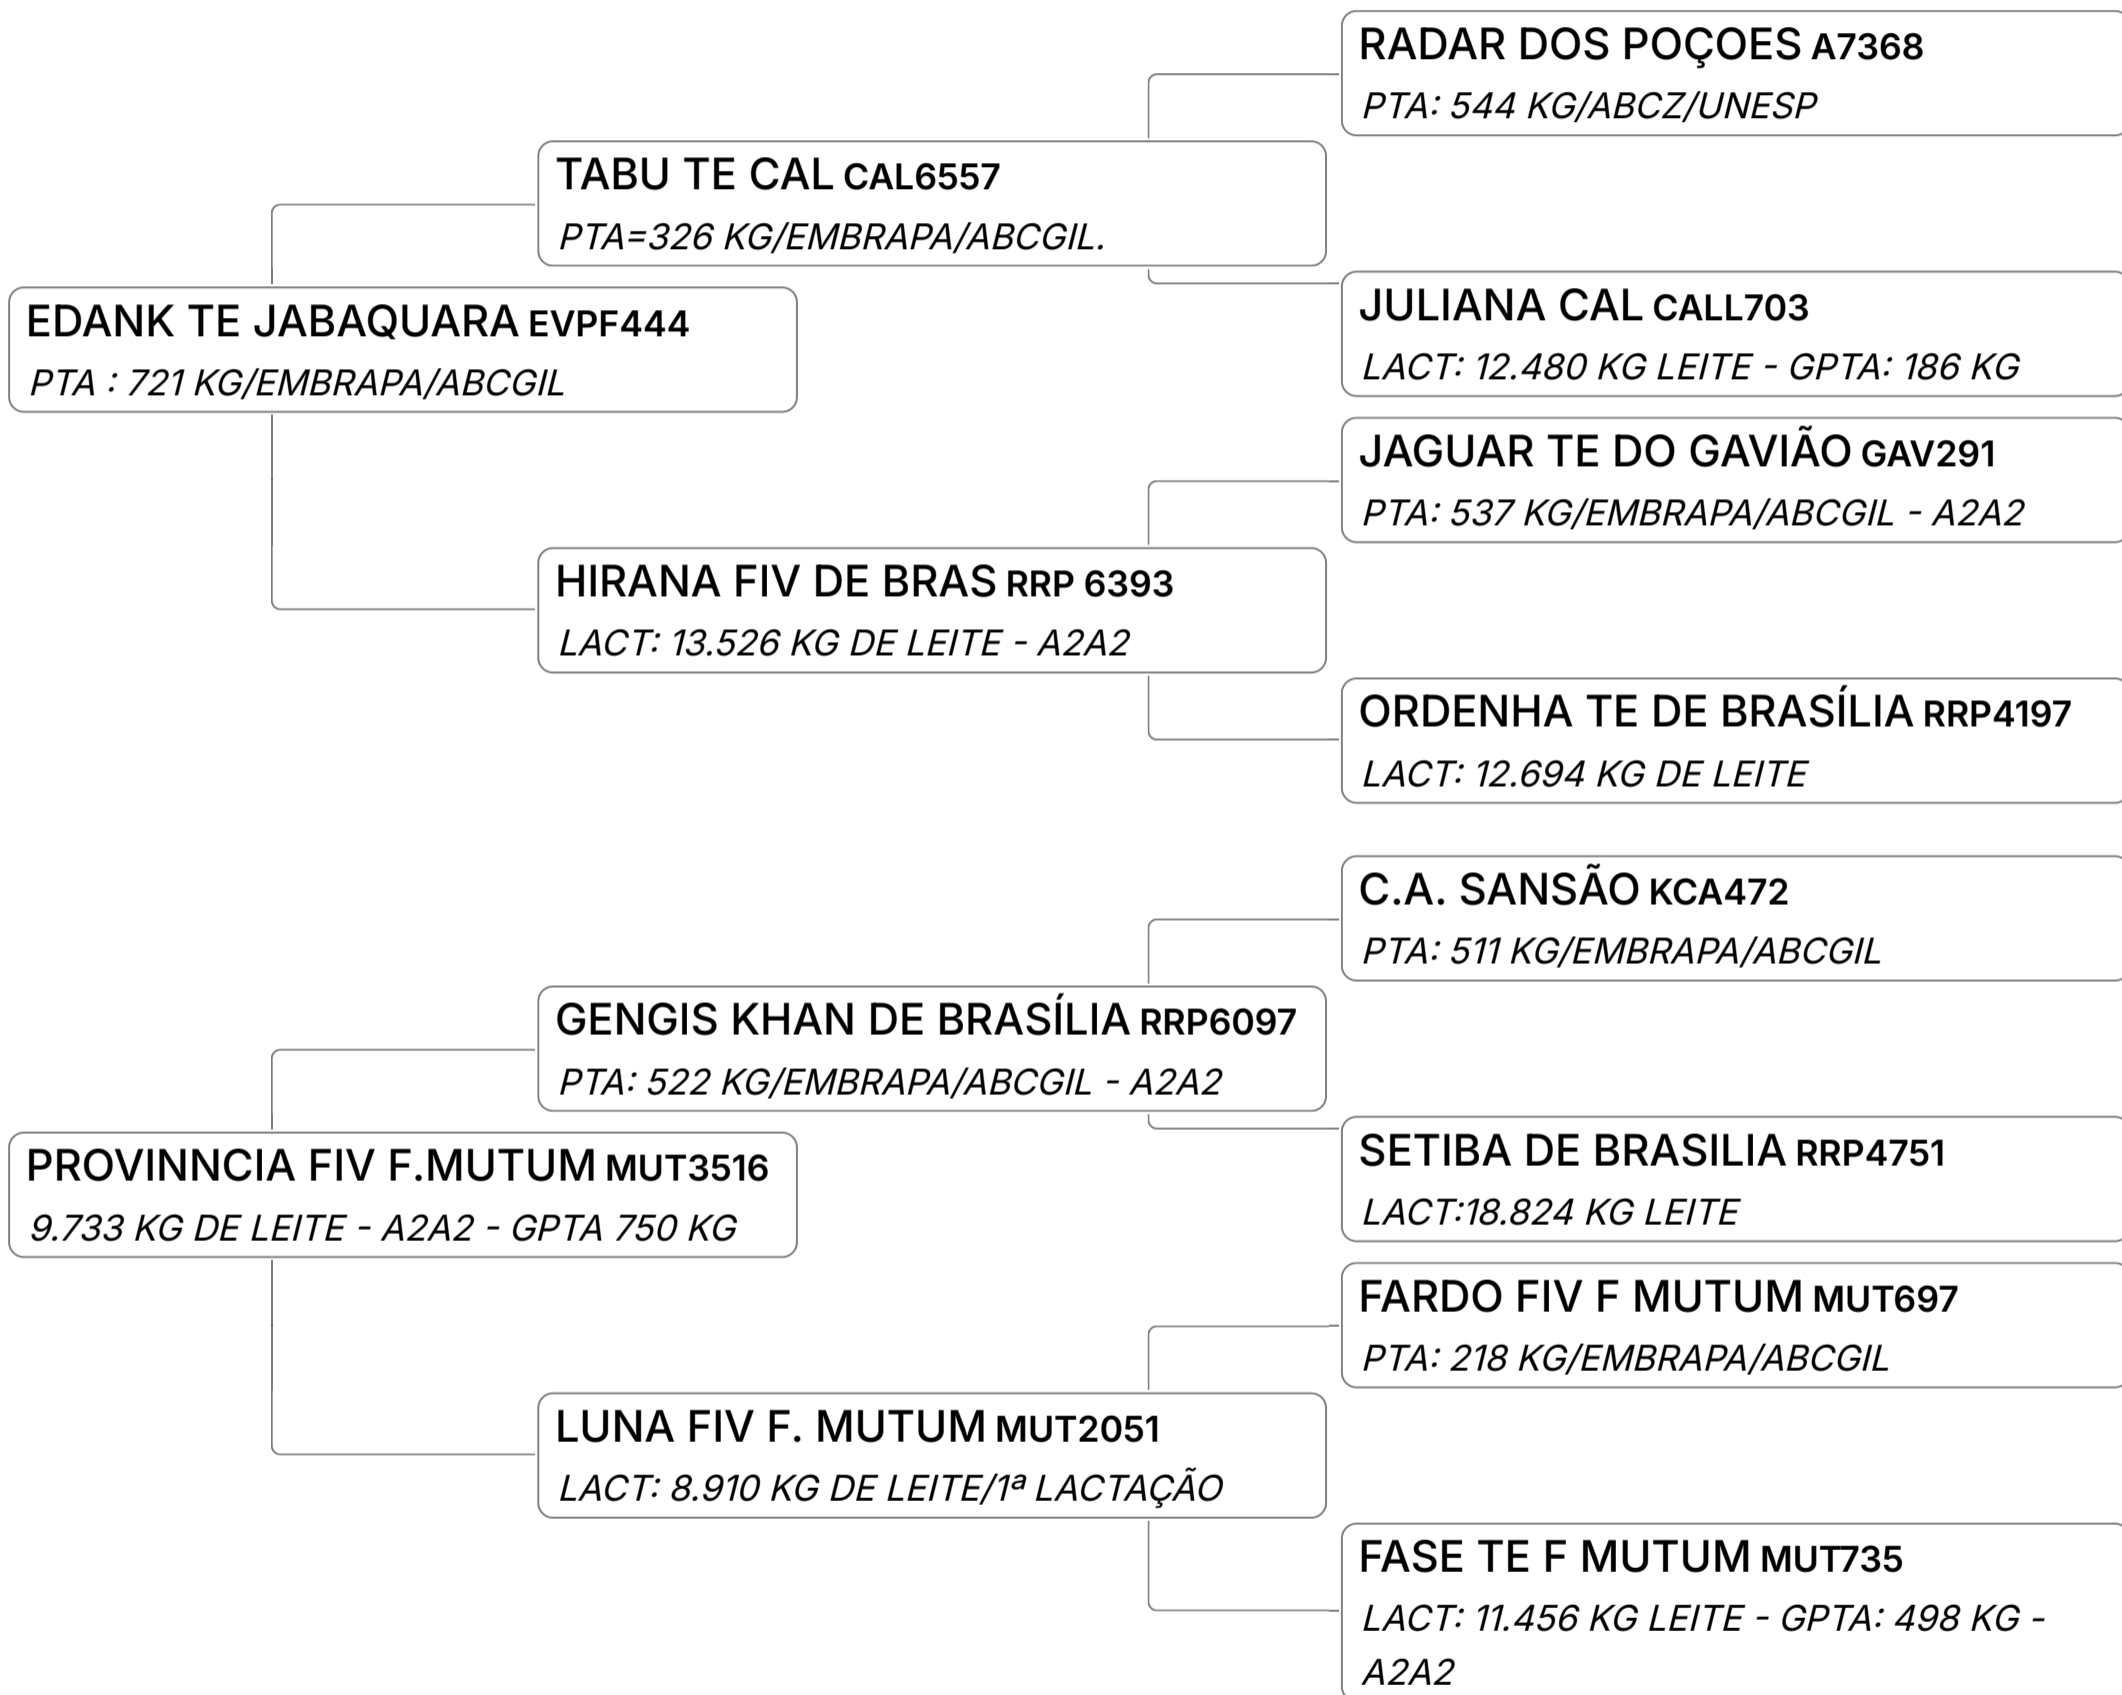 RADAR DOS POÇOES A7368
PTA: 544 KG/ABCZ/UNESP
TABU TE CAL CAL6557
PTA=326 KG/EMBRAPA/ABCGIL.
JULIANA CAL CALL703
LACT: 12.480 KG LEITE - GPTA: 186 KG
EDANK TE JABAQUARA EVPF444
PTA : 721 KG/EMBRAPA/ABCGIL
JAGUAR TE DO GAVIÃO GAV291
PTA: 537 KG/EMBRAPA/ABCGIL - A2A2
HIRANA FIV DE BRAS RRP 6393
LACT: 13.526 KG DE LEITE - A2A2
ORDENHA TE DE BRASÍLIA RRP4197
LACT: 12.694 KG DE LEITE
C.A. SANSÃO KCA472
PTA: 511 KG/EMBRAPA/ABCGIL
GENGIS KHAN DE BRASÍLIA RRP6097
PTA: 522 KG/EMBRAPA/ABCGIL - A2A2
SETIBA DE BRASILIA RRP4751
LACT:18.824 KG LEITE
PROVINNCIA FIV F.MUTUM MUT3516
9.733 KG DE LEITE - A2A2 - GPTA 750 KG
FARDO FIV F MUTUM MUT697
PTA: 218 KG/EMBRAPA/ABCGIL
LUNA FIV F. MUTUM MUT2051
LACT: 8.910 KG DE LEITE/1ª LACTAÇÃO
FASE TE F MUTUM MUT735
LACT: 11.456 KG LEITE - GPTA: 498 KG -
A2A2